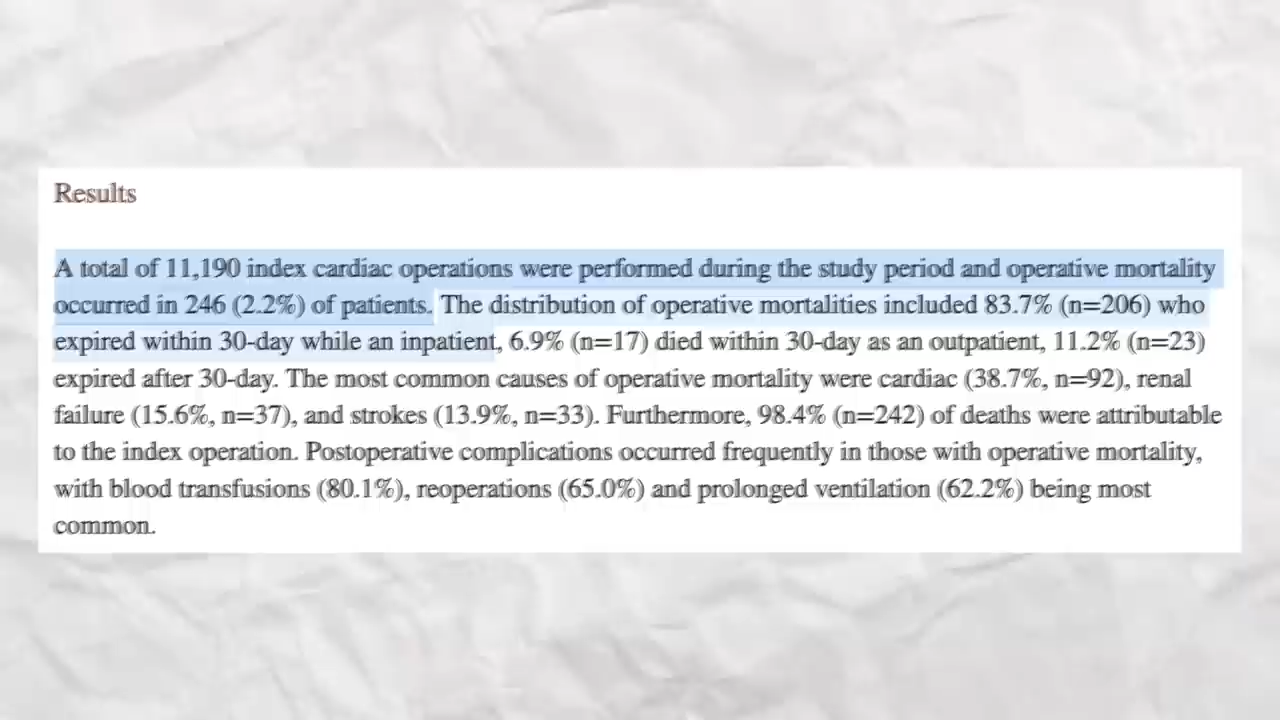 Results
A total of 11,190 index cardiac operations were performed during the study period and operative mortality
occurred in 246 (2.2%) of patients. The distribution of operative mortalities included 83.7% (n=206) who
expired within 30-day while an inpatient, 6.9% (n=17) died within 30-day as an outpatient, 11.2% (n=23)
expired after 30-day. The most common causes of operative mortality were cardiac (38.7%, n=92), renal
failure (15.6%, n=37), and strokes (13.9%, n=33). Furthermore, 98.4% (n=242) of deaths were attributable
to the index operation. Postoperative complications occurred frequently in those with operative mortality,
with blood transfusions (80.1%), reoperations (65.0%) and prolonged ventilation (62.2%) being most
common.